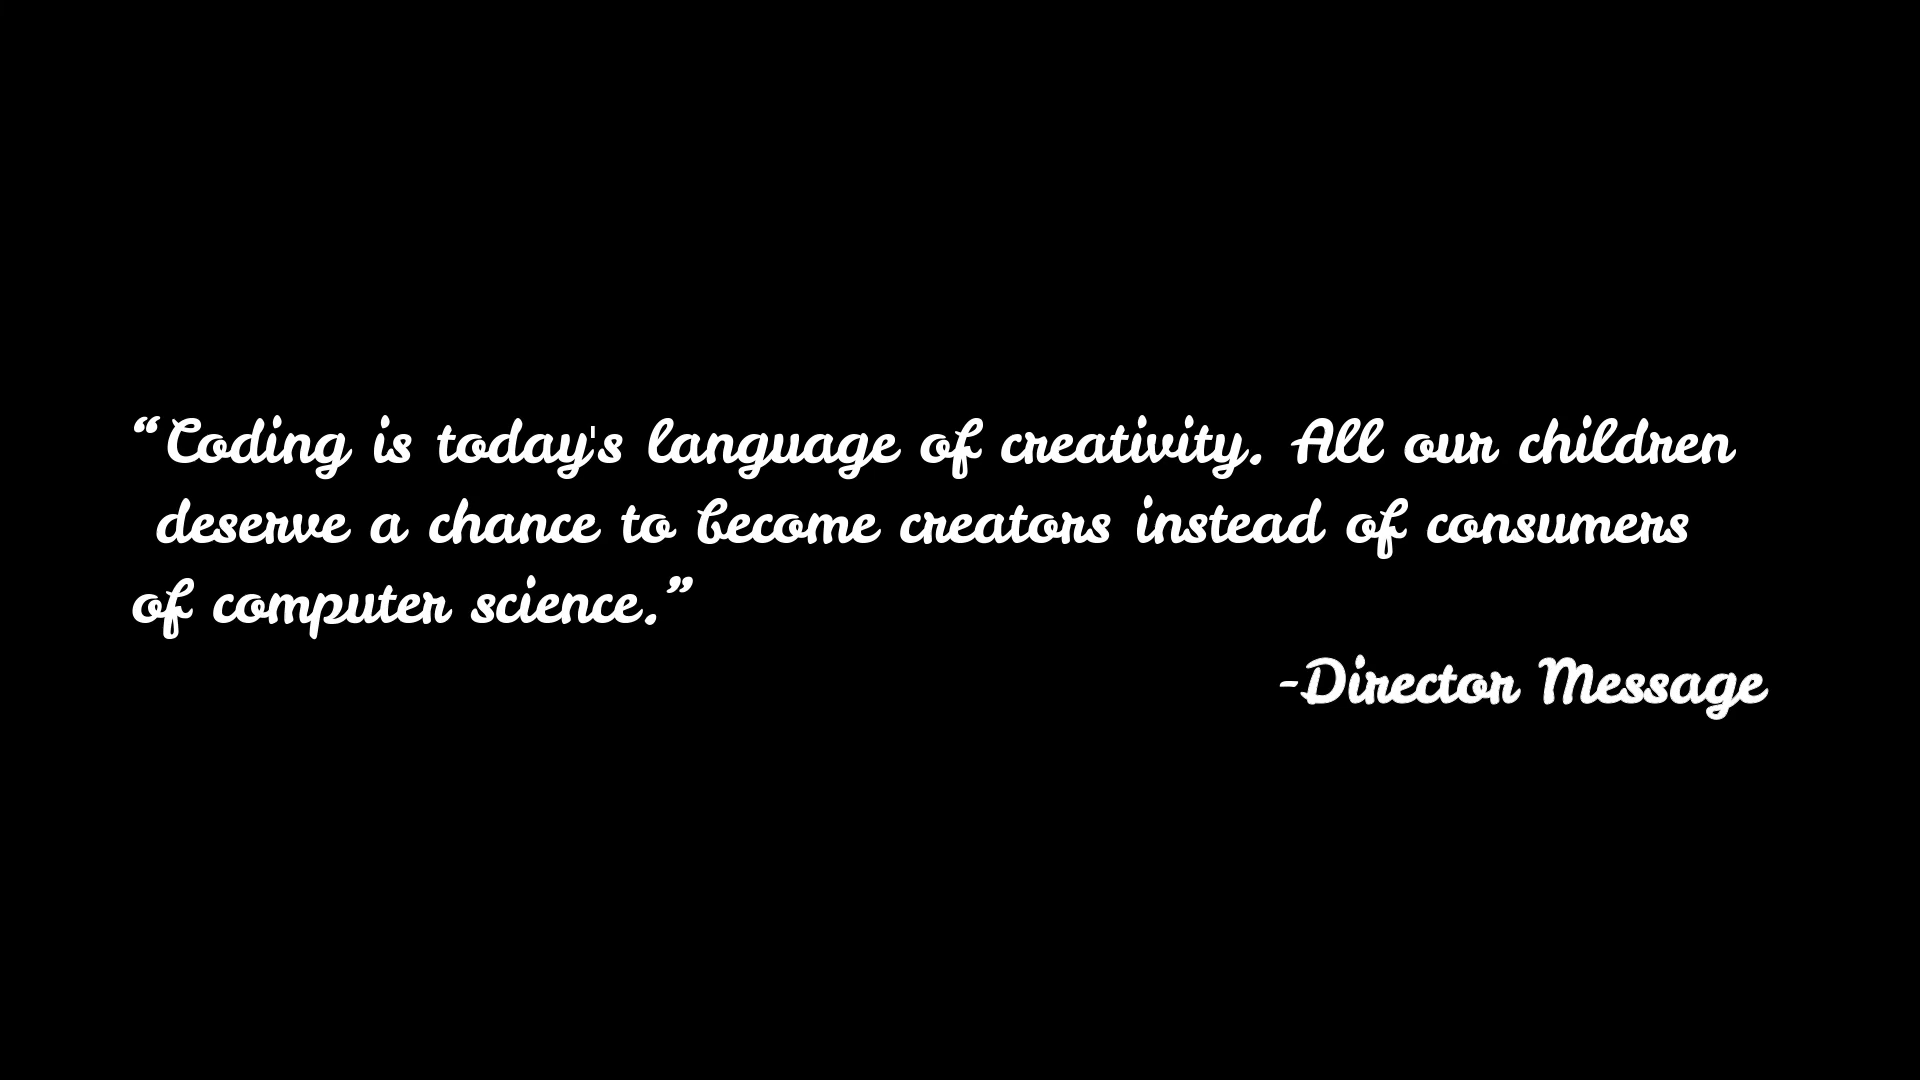 “Coding is today's language of creativity. All our children
deserve a chance to become creators instead of consumers
of computer science.”
-Director Message